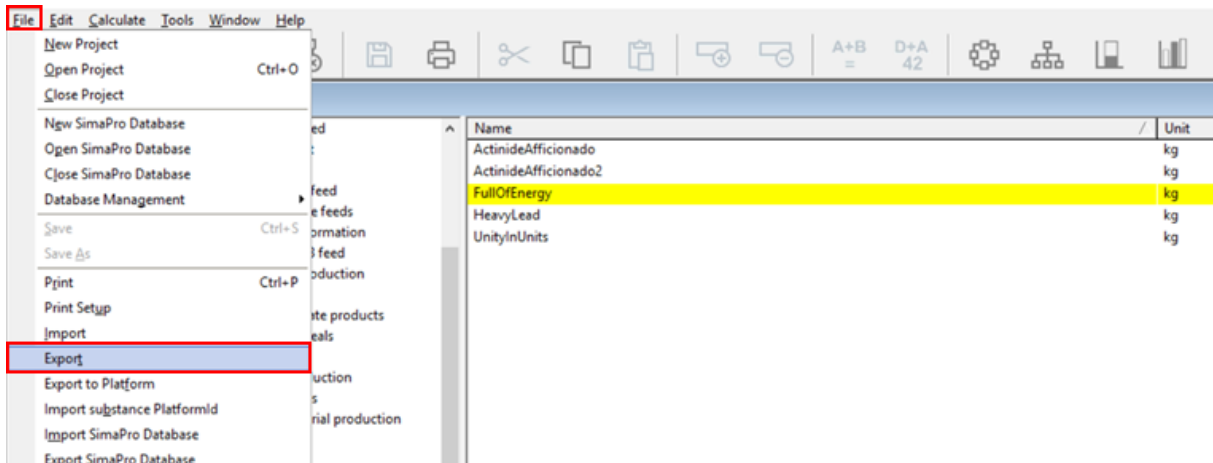 File Edit Calculate Tools Window Help
New Project
Open Project Ctrl+O
Close Project
New SimaPro Database
Open SimaPro Database
Close SimaPro Database
Database Management
Save Ctrl+S
Save As
Print Ctrl+P
Print Setup
Import
Export
Export to Platform
Import substance PlatformId
Import SimaPro Database
Export SimaPro Database
A+B
=
D+A
42
ed
feed
e feeds
ormation
feed
oduction
ate products
eals
uction
s
rial production
Name / Unit
ActinideAfficionado kg
ActinideAfficionado2 kg
FullOfEnergy kg
HeavyLead kg
UnityInUnits kg